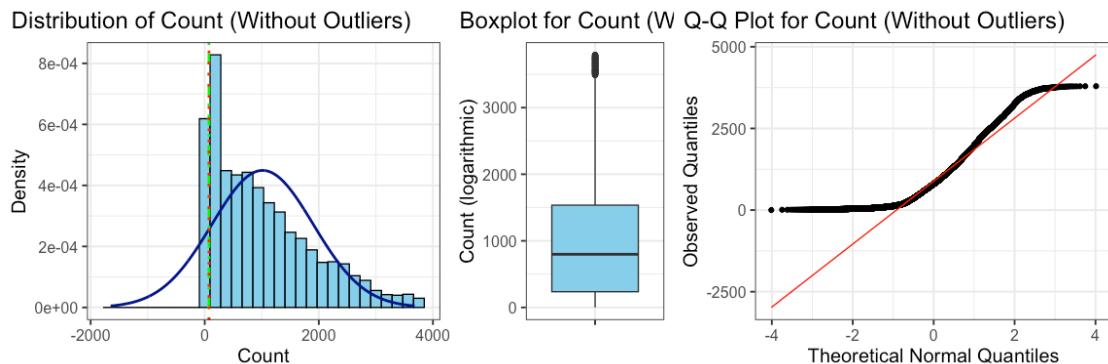 Distribution of Count (Without Outliers)
Density
8e-04
6e-04
4e-04
2e-04
0e+00
-2000
0
2000
4000
Count
Boxplot for Count (W
Count (logarithmic)
3000
2000
1000
0
Q-Q Plot for Count (Without Outliers)
Observed Quantiles
5000
2500
0
-2500
-4
-2
0
2
4
Theoretical Normal Quantiles